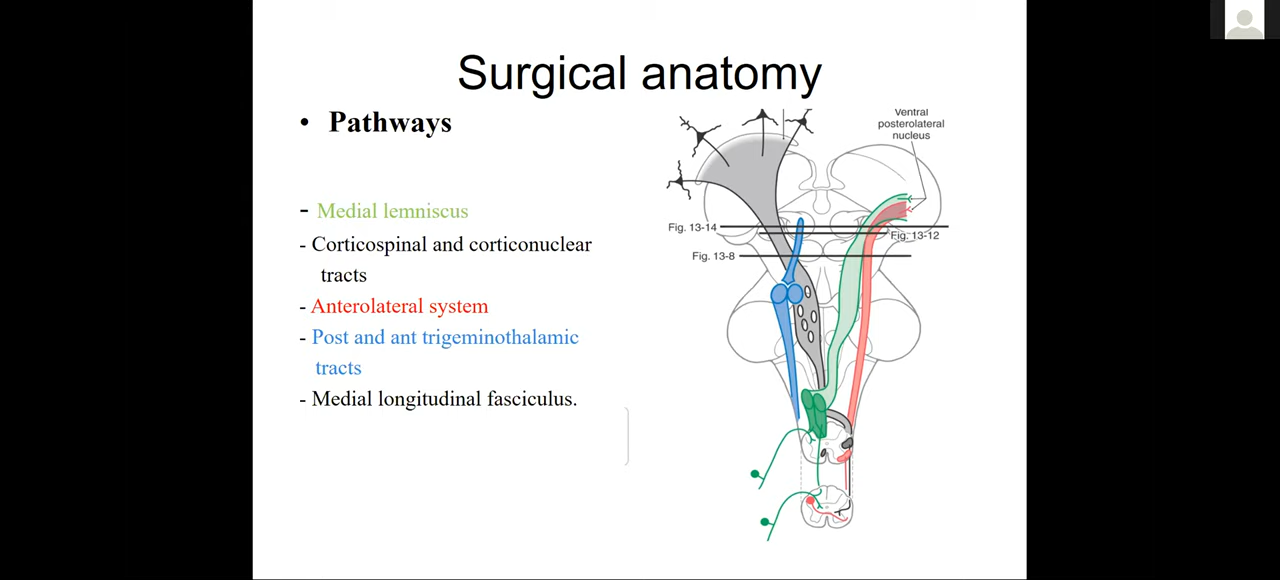 Surgical anatomy
• Pathways
- Medial lemniscus
- Corticospinal and corticonuclear
tracts
- Anterolateral system
- Post and ant trigeminothalamic
tracts
- Medial longitudinal fasciculus.
Ventral
posterolateral
nucleus
Fig. 13-14
Fig. 13-12
Fig. 13-8